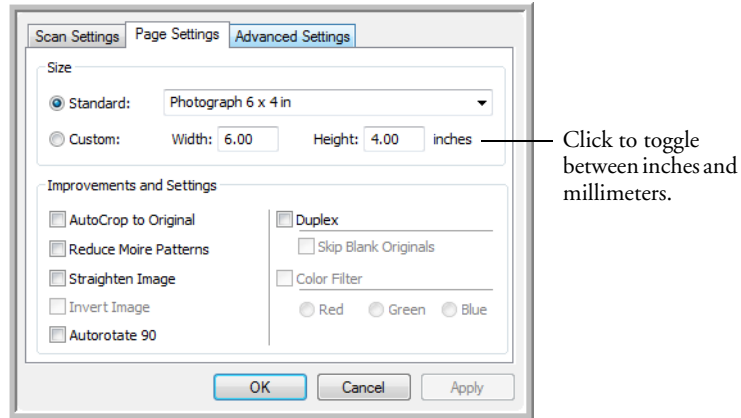 Scan Settings Page Settings Advanced Settings
Size
Standard: Photograph 6 x 4 in
Custom: Width: 6.00 Height: 4.00 inches
Click to toggle
between inches and
millimeters.
Improvements and Settings
AutoCrop to Original Duplex
Reduce Moire Patterns Skip Blank Originals
Straighten Image Color Filter
Invert Image Red Green Blue
Autorotate 90
OK Cancel Apply